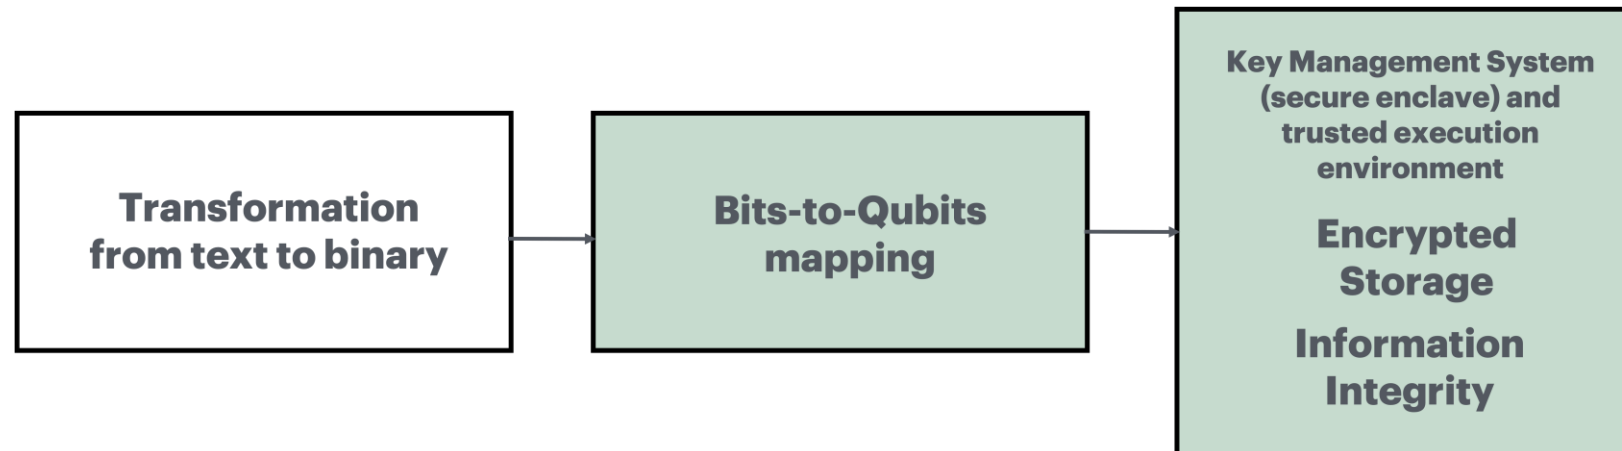 Transformation
from text to binary
Bits-to-Qubits
mapping
Key Management System
(secure enclave) and
trusted execution
environment
Encrypted
Storage
Information
Integrity